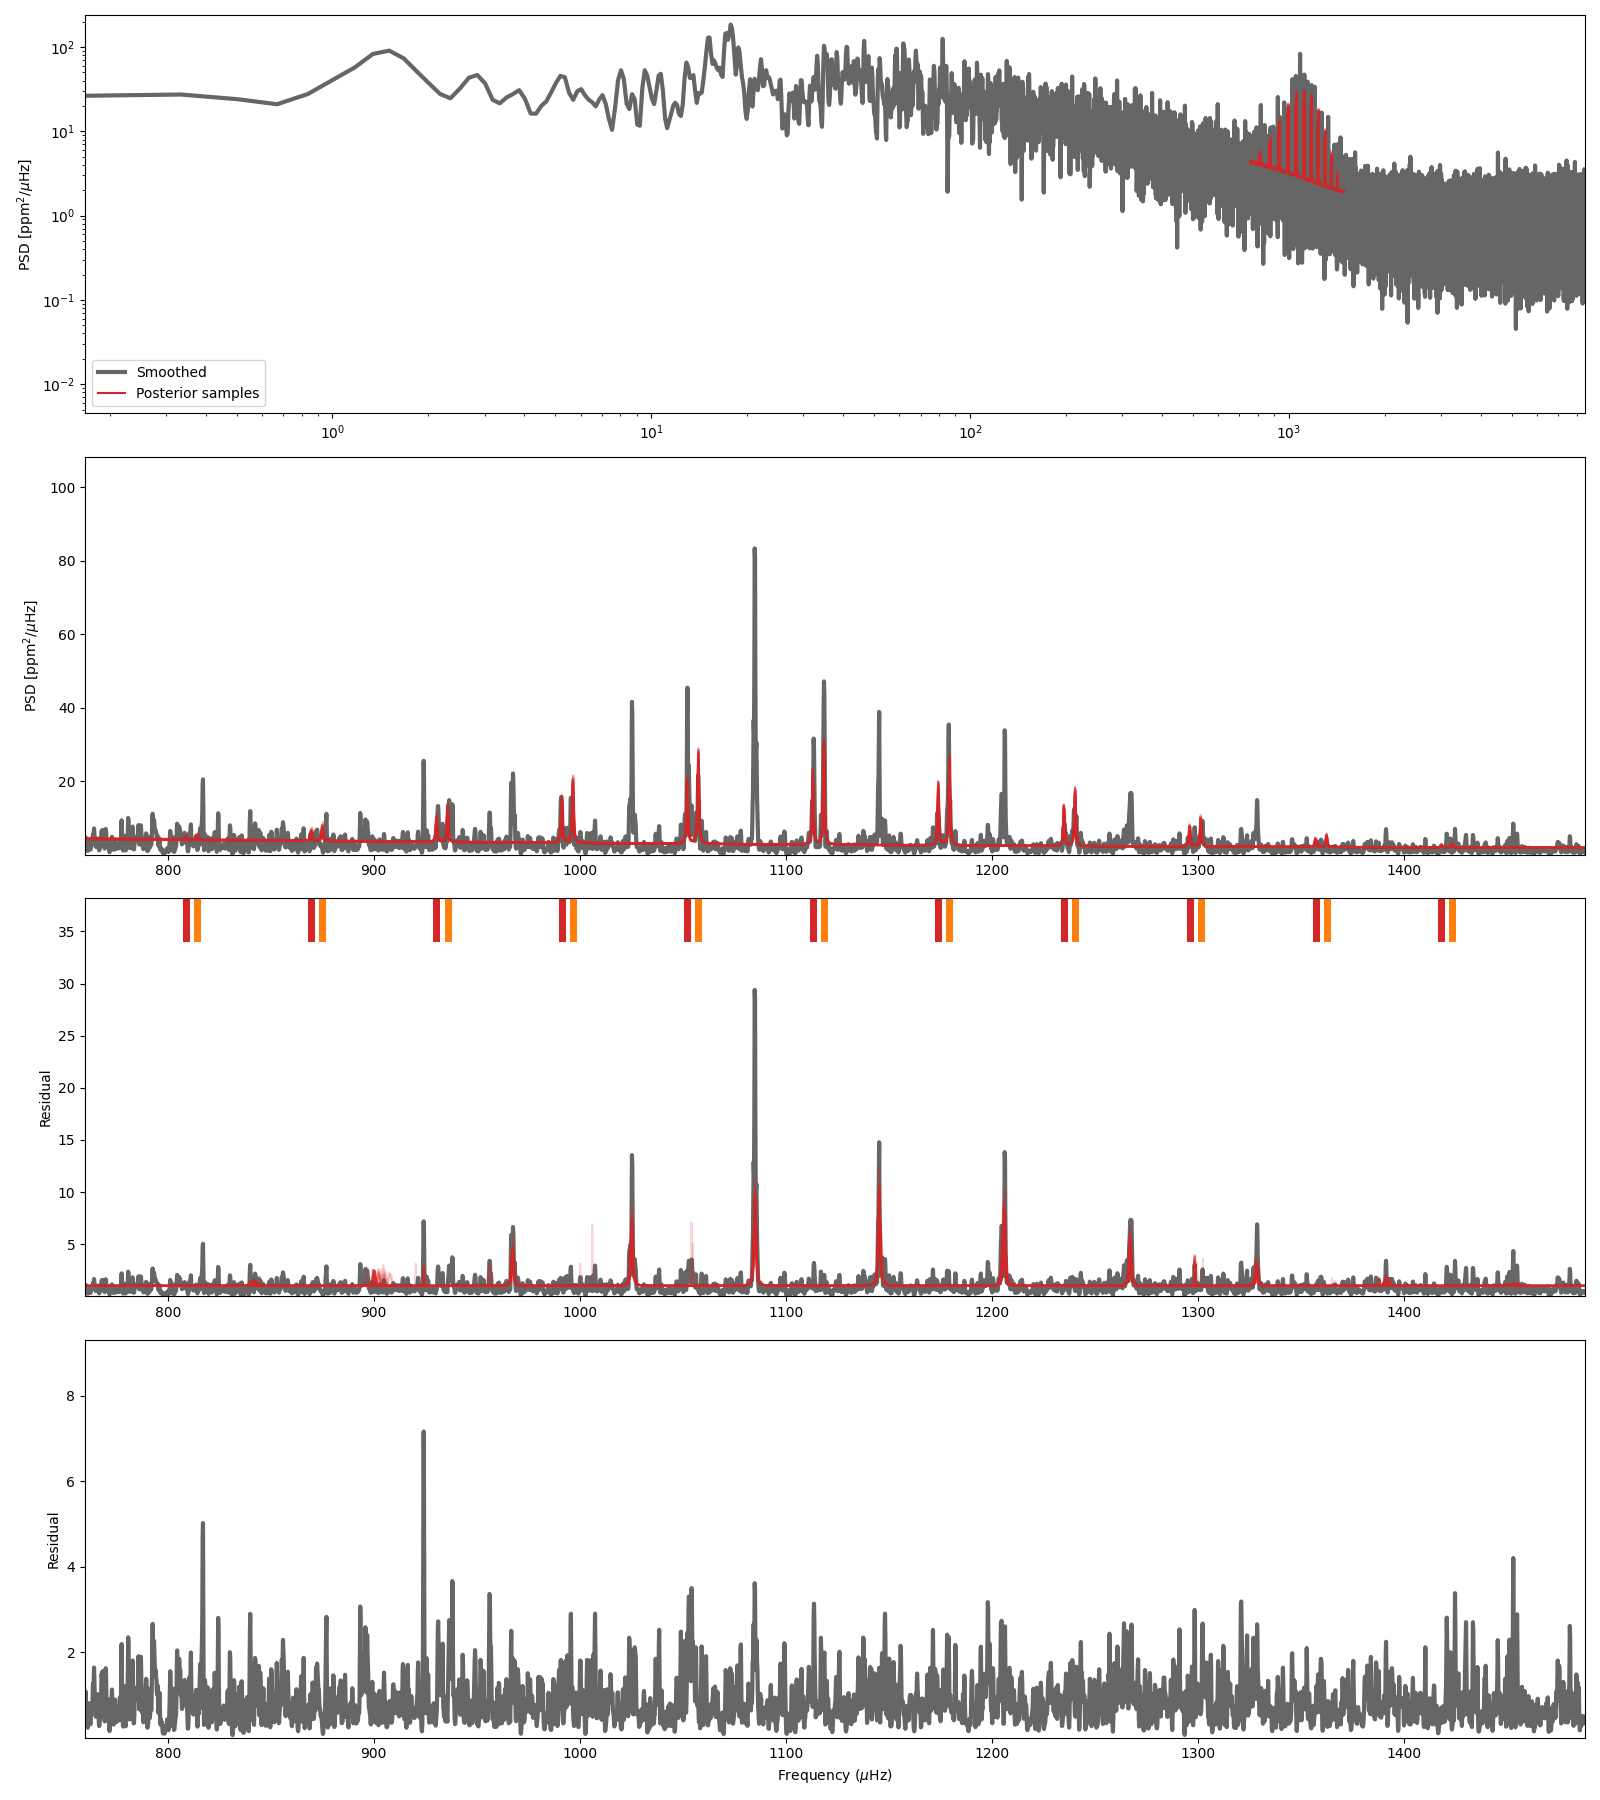 PSD [ppm²/μHz]
10²
10¹
10⁰
10⁻¹
10⁻²
Smoothed
Posterior samples
10⁰ 10¹ 10² 10³
PSD [ppm²/μHz]
100
80
60
40
20
800 900 1000 1100 1200 1300 1400
Residual
35
30
25
20
15
10
5
800 900 1000 1100 1200 1300 1400
Residual
8
6
4
2
800 900 1000 1100 1200 1300 1400
Frequency (μHz)